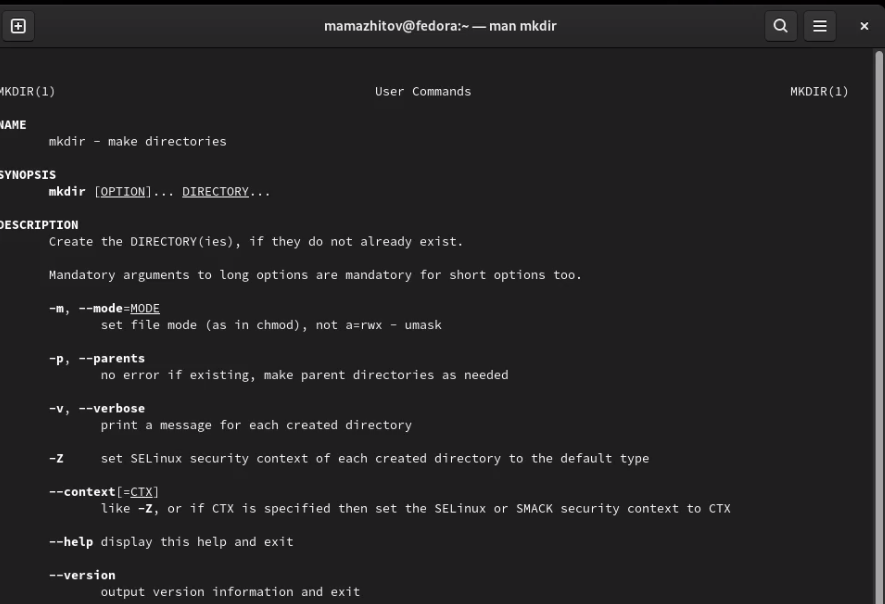 mamazhitov@fedora:~ — man mkdir
MKDIR(1) User Commands MKDIR(1)
NAME
mkdir - make directories
SYNOPSIS
mkdir [OPTION]... DIRECTORY...
DESCRIPTION
Create the DIRECTORY(ies), if they do not already exist.
Mandatory arguments to long options are mandatory for short options too.
-m, --mode=MODE
set file mode (as in chmod), not a=rwx - umask
-p, --parents
no error if existing, make parent directories as needed
-v, --verbose
print a message for each created directory
-Z set SELinux security context of each created directory to the default type
--context[=CTX]
like -Z, or if CTX is specified then set the SELinux or SMACK security context to CTX
--help display this help and exit
--version
output version information and exit